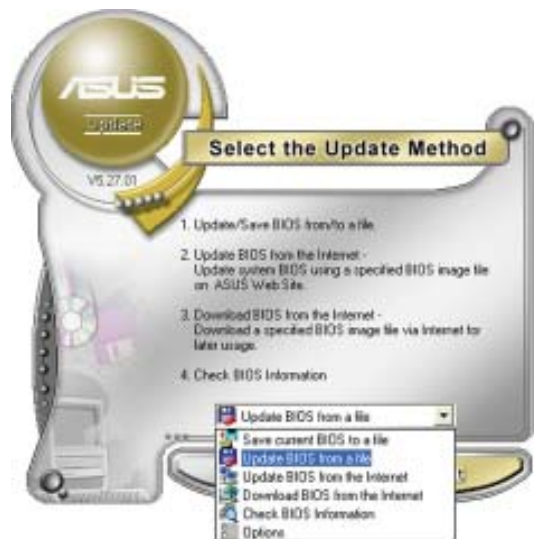 ASUS
Update
V5.27.01
Select the Update Method
1. Update/Save BIOS from/to a file.
2. Update BIOS from the Internet -
Update system BIOS using a specified BIOS image file
on ASUS Web Site.
3. Download BIOS from the Internet -
Download a specified BIOS image file via Internet for
later usage.
4. Check BIOS Information
Update BIOS from a file
Save current BIOS to a file
Update BIOS from a file
Update BIOS from the Internet
Download BIOS from the Internet
Check BIOS Information
Options